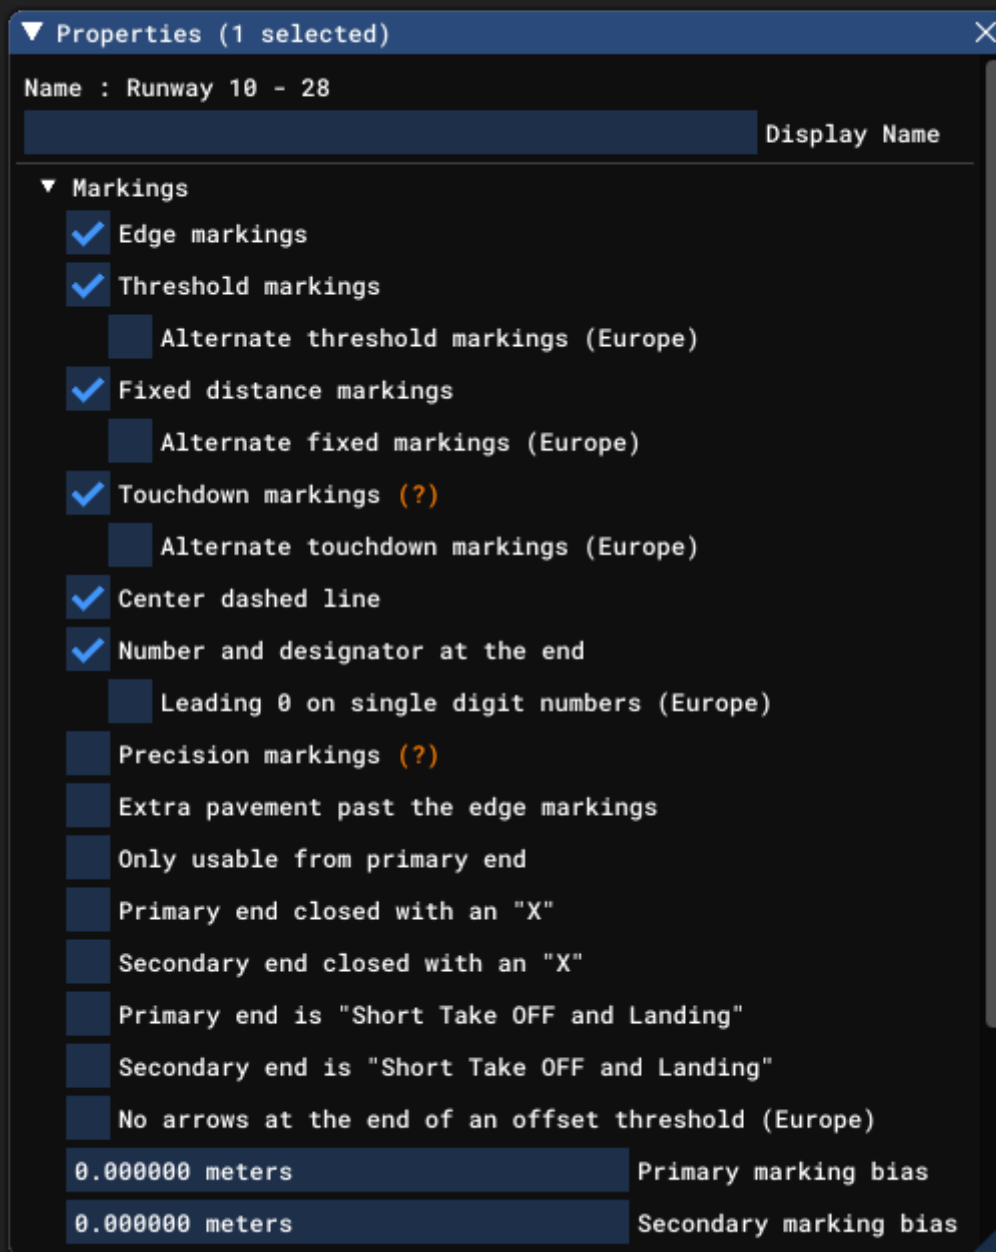 Properties (1 selected)
Name : Runway 10 - 28
Display Name
Markings
Edge markings
Threshold markings
Alternate threshold markings (Europe)
Fixed distance markings
Alternate fixed markings (Europe)
Touchdown markings (?)
Alternate touchdown markings (Europe)
Center dashed line
Number and designator at the end
Leading 0 on single digit numbers (Europe)
Precision markings (?)
Extra pavement past the edge markings
Only usable from primary end
Primary end closed with an "X"
Secondary end closed with an "X"
Primary end is "Short Take OFF and Landing"
Secondary end is "Short Take OFF and Landing"
No arrows at the end of an offset threshold (Europe)
0.000000 meters Primary marking bias
0.000000 meters Secondary marking bias